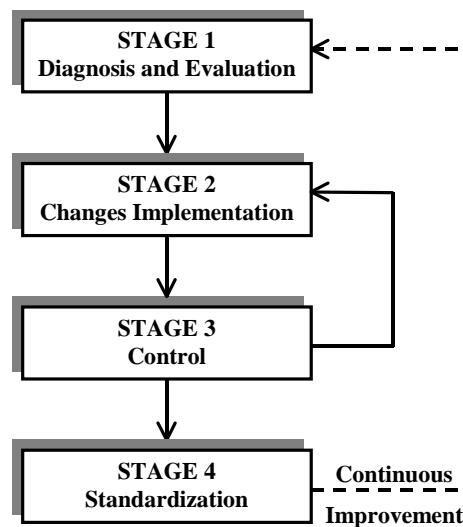 STAGE 1
Diagnosis and Evaluation
STAGE 2
Changes Implementation
STAGE 3
Control
STAGE 4
Standardization
Continuous
Improvement